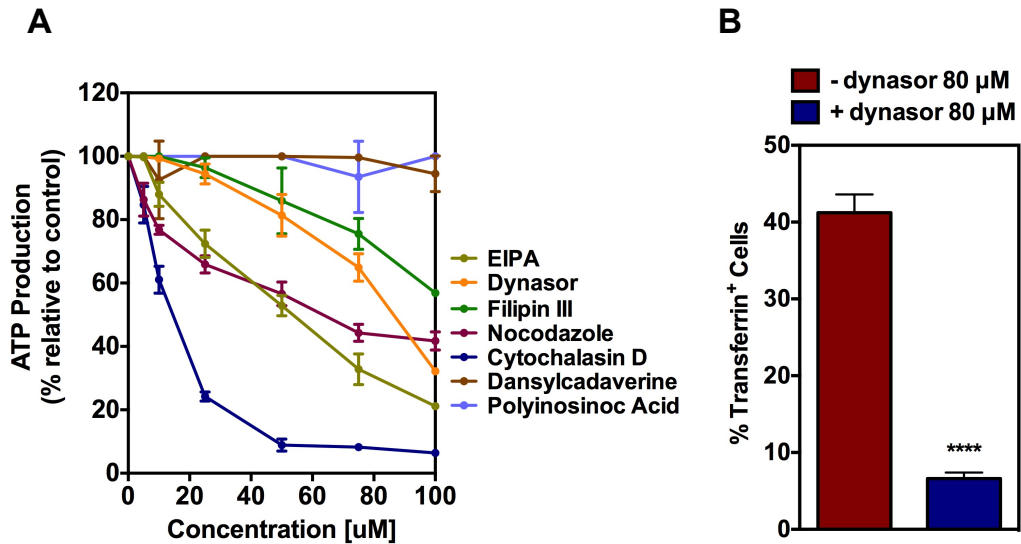 A
ATP Production
(% relative to control)
120
100
80
60
40
20
0
0 20 40 60 80 100
Concentration [uM]
EIPA
Dynasor
Filipin III
Nocodazole
Cytochalasin D
Dansylcadaverine
Polyinosinoc Acid
B
- dynasor 80 μM
+ dynasor 80 μM
% Transferrin+ Cells
50
40
30
20
10
0
****